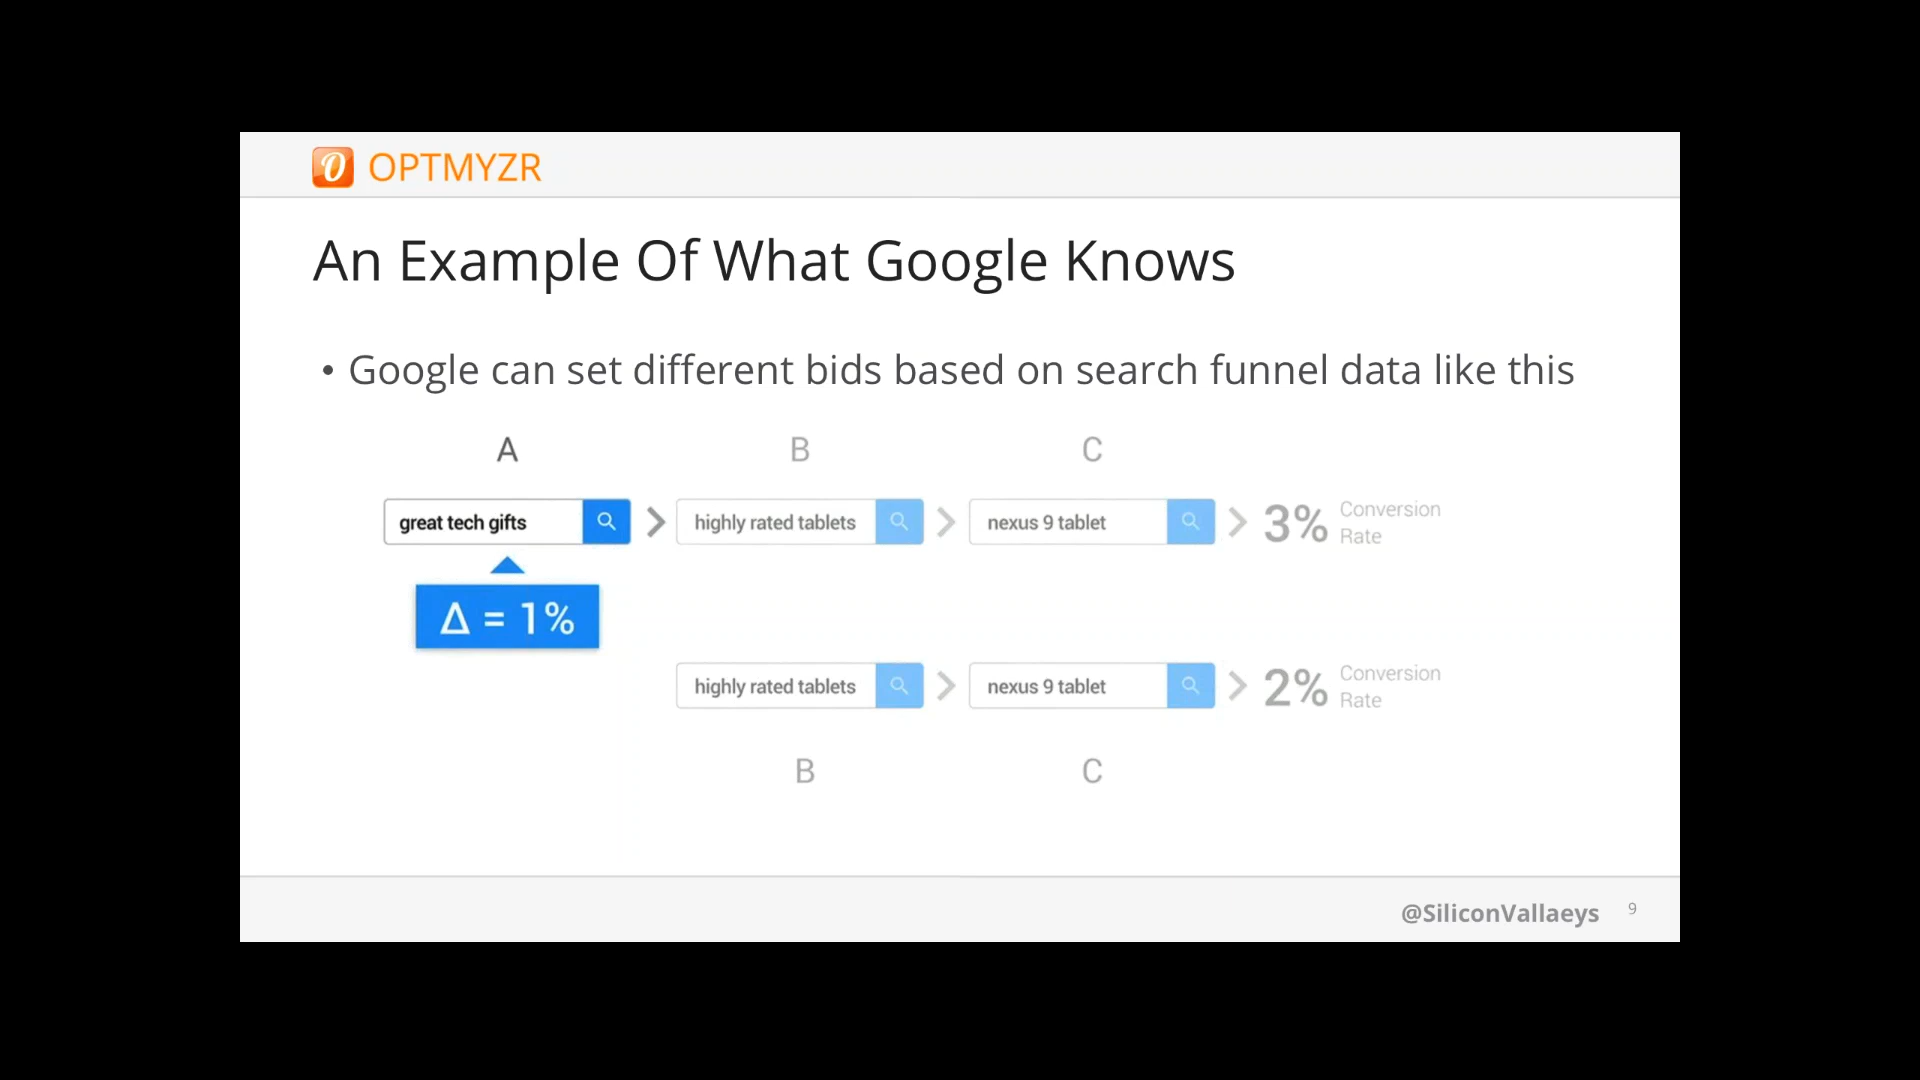 OPTMYZR
An Example Of What Google Knows
• Google can set different bids based on search funnel data like this
A B C
great tech gifts > highly rated tablets > nexus 9 tablet > 3% Conversion Rate
Δ = 1%
highly rated tablets > nexus 9 tablet > 2% Conversion Rate
B C
@SiliconVallaeys 9